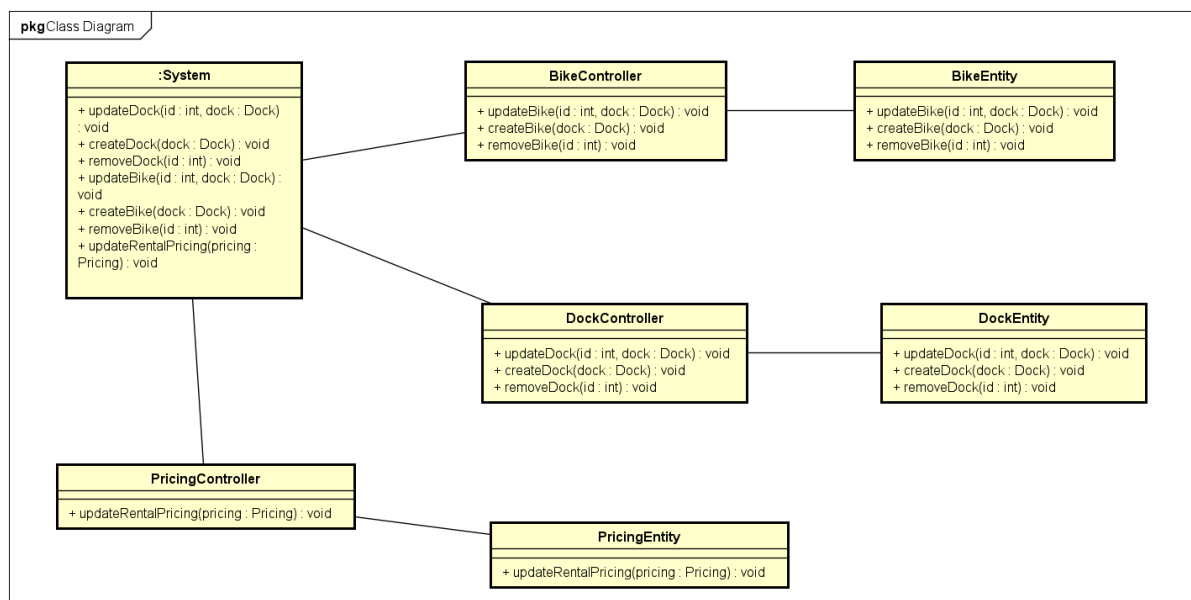 pkg Class Diagram
:System
+ updateDock(id : int, dock : Dock)
: void
+ createDock(dock : Dock) : void
+ removeDock(id : int) : void
+ updateBike(id : int, dock : Dock) :
void
+ createBike(dock : Dock) : void
+ removeBike(id : int) : void
+ updateRentalPricing(pricing :
Pricing) : void
BikeController
+ updateBike(id : int, dock : Dock) : void
+ createBike(dock : Dock) : void
+ removeBike(id : int) : void
BikeEntity
+ updateBike(id : int, dock : Dock) : void
+ createBike(dock : Dock) : void
+ removeBike(id : int) : void
DockController
+ updateDock(id : int, dock : Dock) : void
+ createDock(dock : Dock) : void
+ removeDock(id : int) : void
DockEntity
+ updateDock(id : int, dock : Dock) : void
+ createDock(dock : Dock) : void
+ removeDock(id : int) : void
PricingController
+ updateRentalPricing(pricing : Pricing) : void
PricingEntity
+ updateRentalPricing(pricing : Pricing) : void